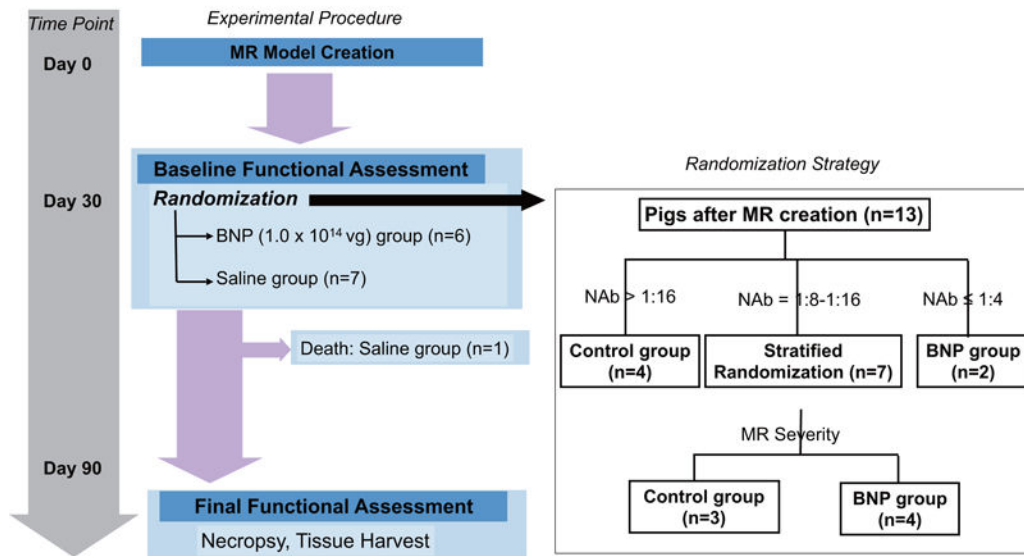 Time Point
Experimental Procedure
Day 0
MR Model Creation
Baseline Functional Assessment
Day 30
Randomization
BNP (1.0 x 10¹⁴ vg) group (n=6)
Saline group (n=7)
Death: Saline group (n=1)
Day 90
Final Functional Assessment
Necropsy, Tissue Harvest
Randomization Strategy
Pigs after MR creation (n=13)
NAb > 1:16
NAb = 1:8-1:16
NAb ≤ 1:4
Control group
(n=4)
Stratified
Randomization (n=7)
BNP group
(n=2)
MR Severity
Control group
(n=3)
BNP group
(n=4)